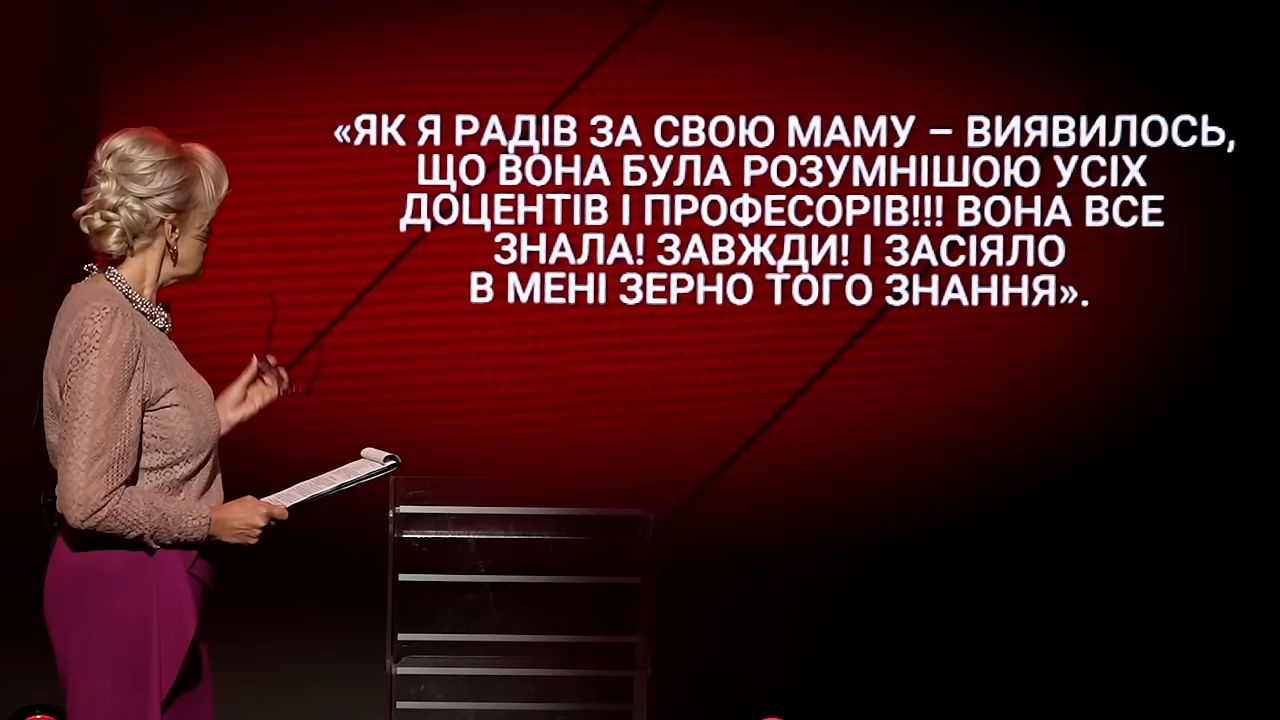 «ЯК Я РАДІВ ЗА СВОЮ МАМУ – ВИЯВИЛОСЬ,
ЩО ВОНА БУЛА РОЗУМНІШОЮ УСІХ
ДОЦЕНТІВ І ПРОФЕСОРІВ!!! ВОНА ВСЕ
ЗНАЛА! ЗАВЖДИ! І ЗАСІЯЛО
В МЕНІ ЗЕРНО ТОГО ЗНАННЯ».